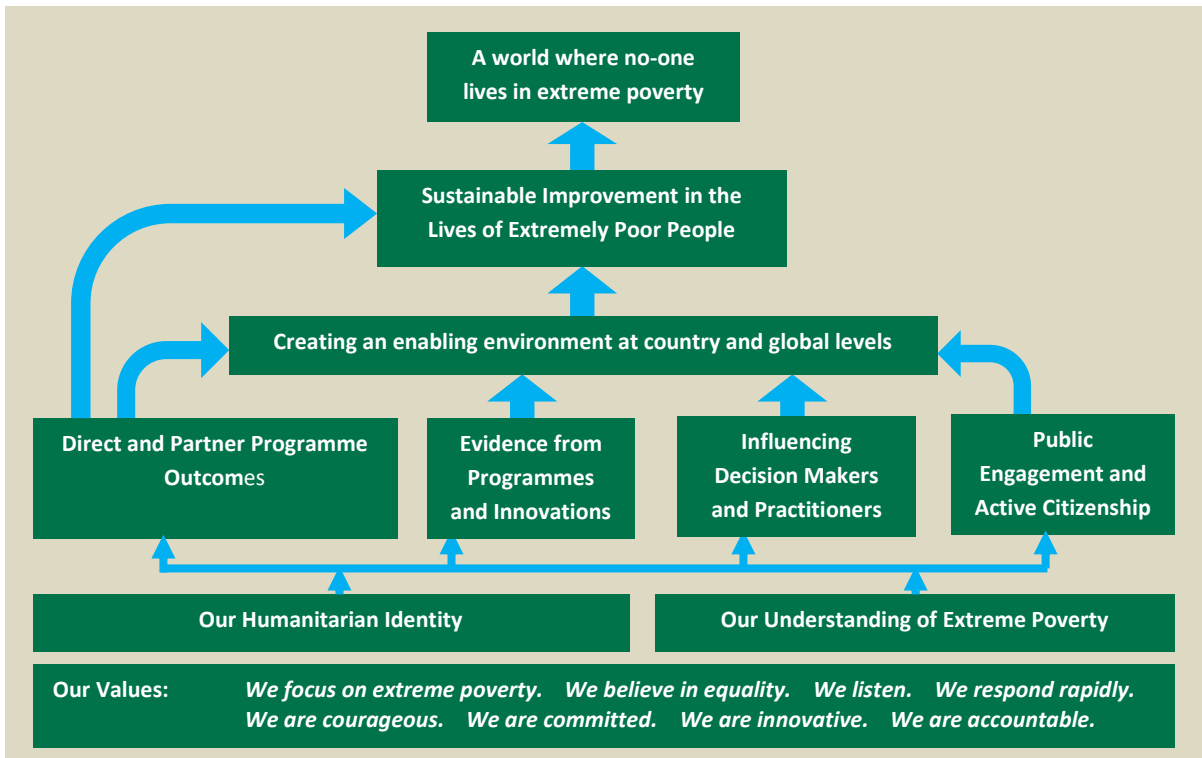 A world where no-one
lives in extreme poverty
Sustainable Improvement in the
Lives of Extremely Poor People
Creating an enabling environment at country and global levels
Direct and Partner Programme
Outcomes
Evidence from
Programmes
and Innovations
Influencing
Decision Makers
and Practitioners
Public
Engagement and
Active Citizenship
Our Humanitarian Identity
Our Understanding of Extreme Poverty
Our Values: We focus on extreme poverty. We believe in equality. We listen. We respond rapidly.
We are courageous. We are committed. We are innovative. We are accountable.